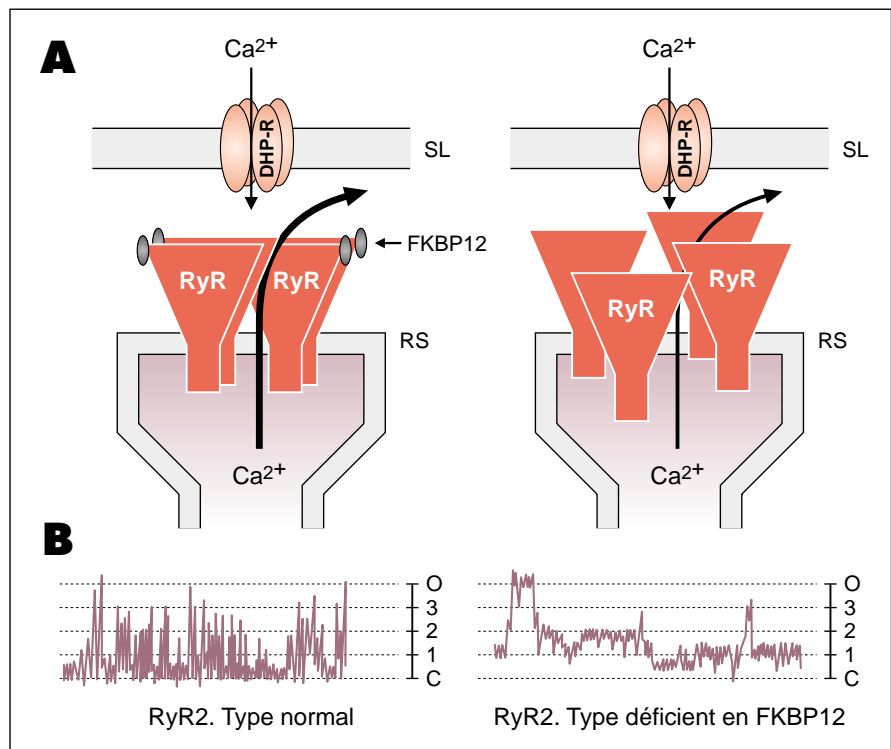 A
Ca2+
DHP-R
SL
FKBP12
RyR
RyR
RS
Ca2+
Ca2+
DHP-R
SL
RyR
RyR
RS
Ca2+
B
O
3
2
1
C
RyR2. Type normal
O
3
2
1
C
RyR2. Type déficient en FKBP12